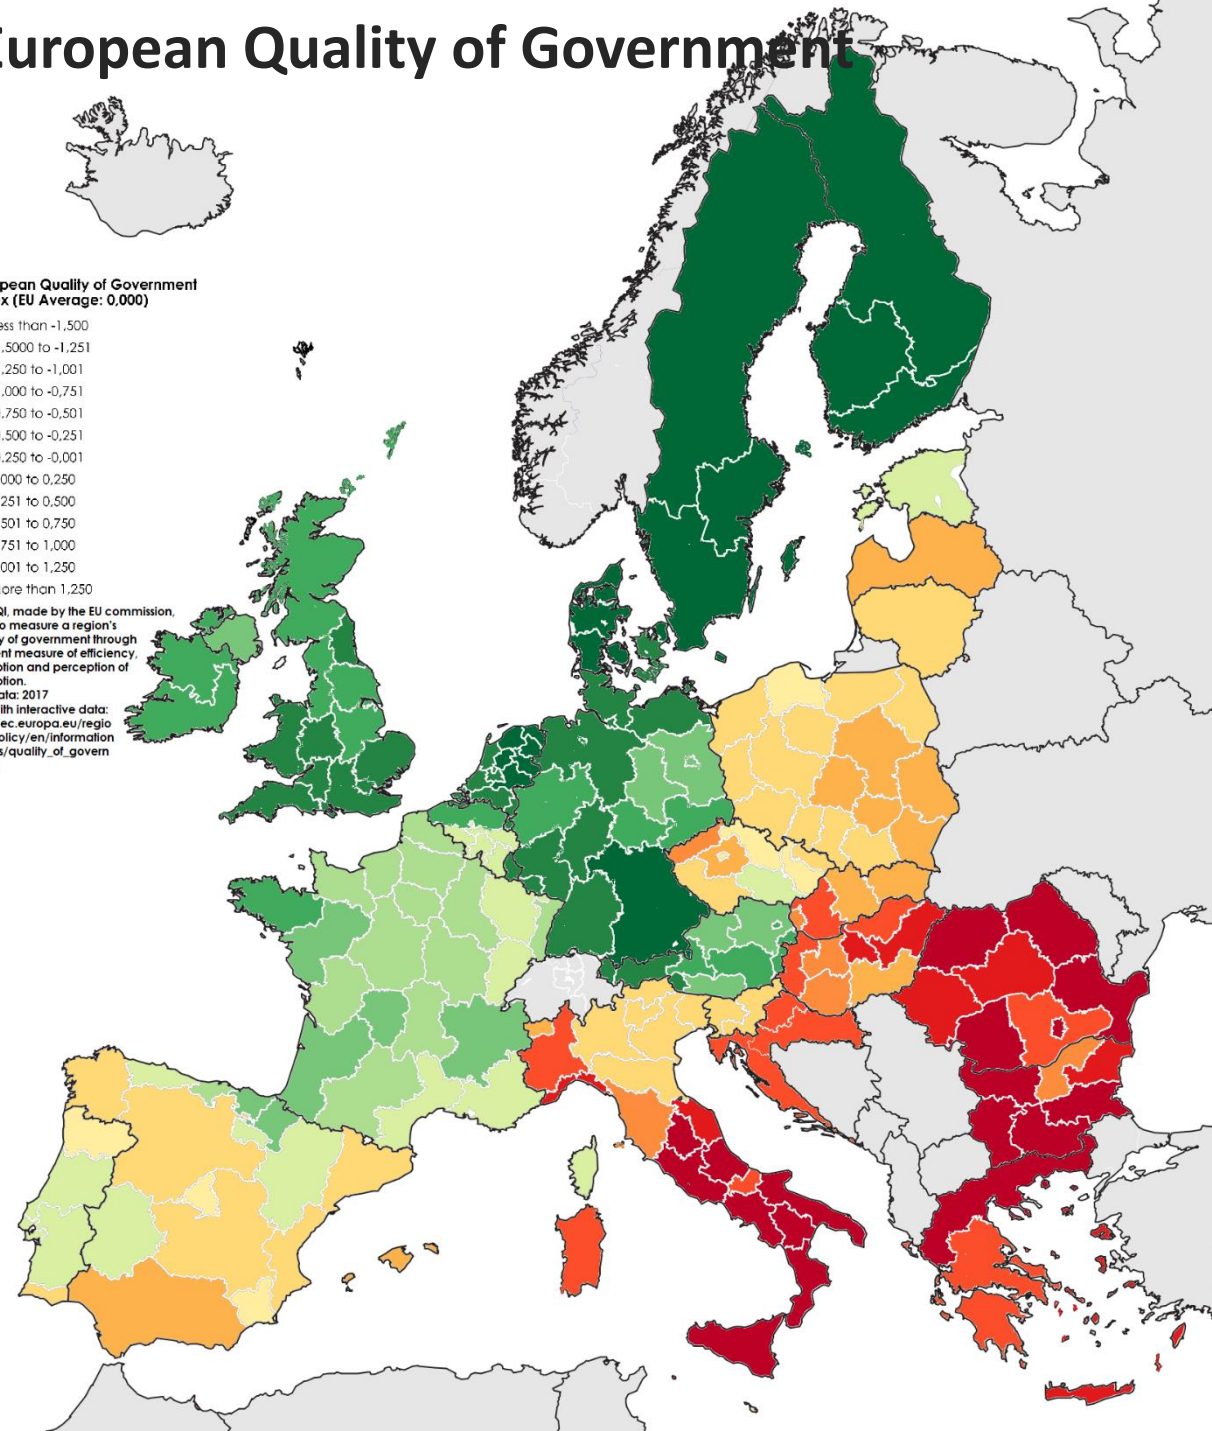 European Quality of Government
pean Quality of Government
x (EU Average: 0,000)
ess than -1,500
,5000 to -1,251
,250 to -1,001
,000 to -0,751
,750 to -0,501
,500 to -0,251
,250 to -0,001
000 to 0,250
251 to 0,500
501 to 0,750
751 to 1,000
001 to 1,250
ore than 1,250
QI, made by the EU commission,
o measure a region's
y of government through
ent measure of efficiency,
ption and perception of
ption.
ata: 2017
ith interactive data:
ec.europa.eu/regio
olicy/en/information
s/quality_of_govern